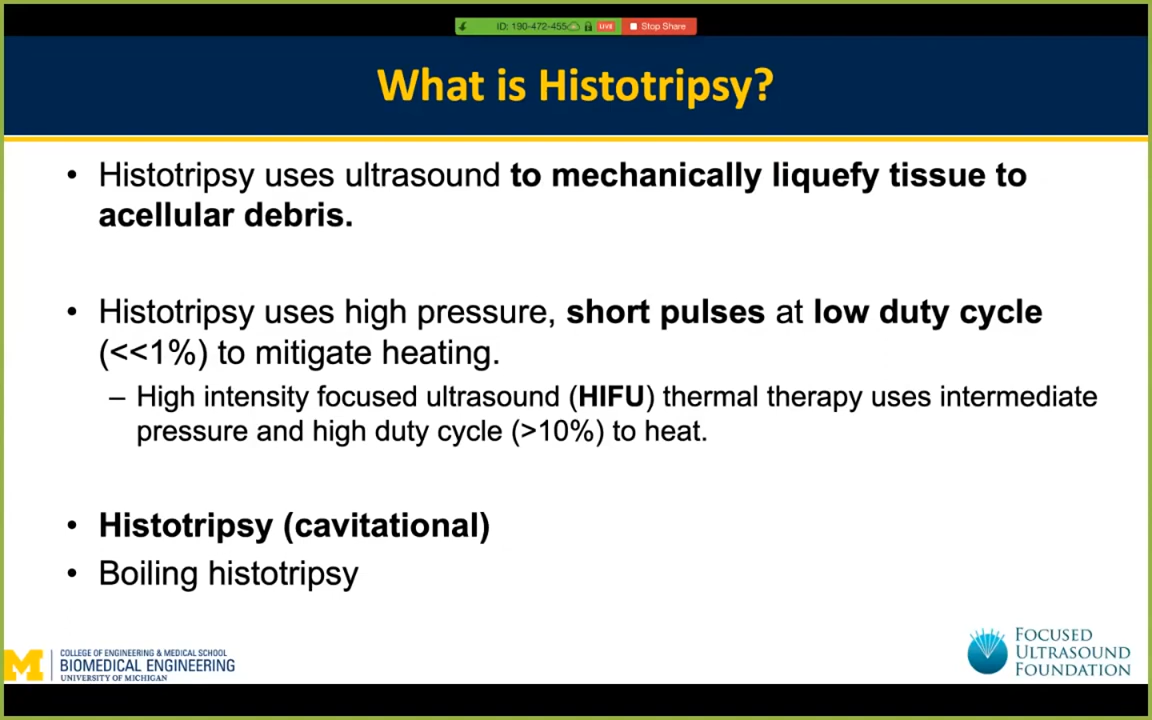 ID: 190-472-455
LIVE
Stop Share
What is Histotripsy?
• Histotripsy uses ultrasound to mechanically liquefy tissue to
acellular debris.
• Histotripsy uses high pressure, short pulses at low duty cycle
(<<1%) to mitigate heating.
– High intensity focused ultrasound (HIFU) thermal therapy uses intermediate
pressure and high duty cycle (>10%) to heat.
• Histotripsy (cavitational)
• Boiling histotripsy
M
COLLEGE OF ENGINEERING & MEDICAL SCHOOL
BIOMEDICAL ENGINEERING
UNIVERSITY OF MICHIGAN
FOCUSED
ULTRASOUND
FOUNDATION